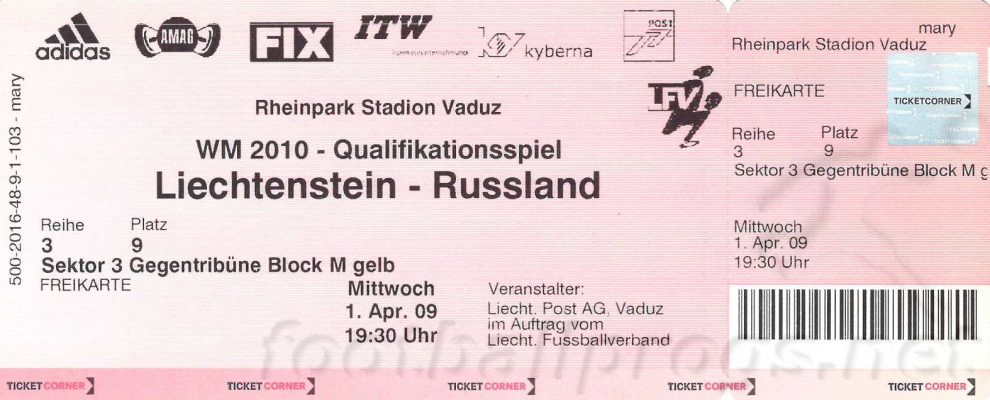 adidas
AMAG
FIX
ITW
Ingenieurunternehmung
kyberna
POST
Rheinpark Stadion Vaduz
LFV
WM 2010 - Qualifikationsspiel
Liechtenstein - Russland
Reihe Platz
3 9
Sektor 3 Gegentribüne Block M gelb
FREIKARTE
Mittwoch
1. Apr. 09
19:30 Uhr
Veranstalter:
Liecht. Post AG, Vaduz
im Auftrag vom
Liecht. Fussballverband
500-2016-48-9-1-103 - mary
mary
Rheinpark Stadion Vaduz
FREIKARTE
TICKETCORNER
Reihe Platz
3 9
Sektor 3 Gegentribüne Block M g
Mittwoch
1. Apr. 09
19:30 Uhr
footballprogs.net
TICKETCORNER TICKETCORNER TICKETCORNER TICKETCORNER TICKETCORNER